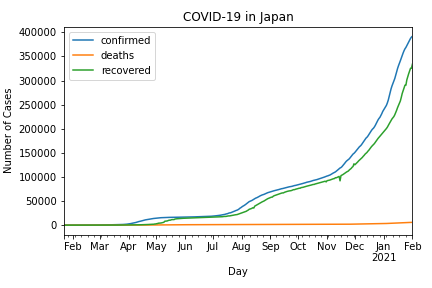 COVID-19 in Japan
confirmed
deaths
recovered
Number of Cases
400000
350000
300000
250000
200000
150000
100000
50000
0
Feb Mar Apr May Jun Jul Aug Sep Oct Nov Dec Jan Feb
2021
Day